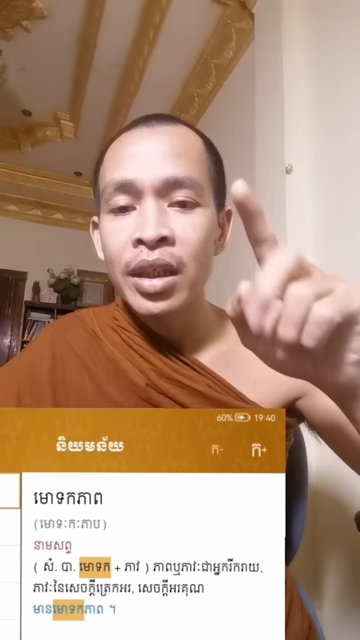 60% 19:40
និយមន័យ ក- ក+
មោទកភាព
(មោទៈកៈភាប)
នាមសព្ទ
( សំ. បា. មោទក + ភាវ ) ភាពឬភាវៈជាអ្នករីករាយ,
ភាវៈនៃសេចក្ដីត្រេកអរ, សេចក្ដីអរគុណ
មានមោទកភាព ។